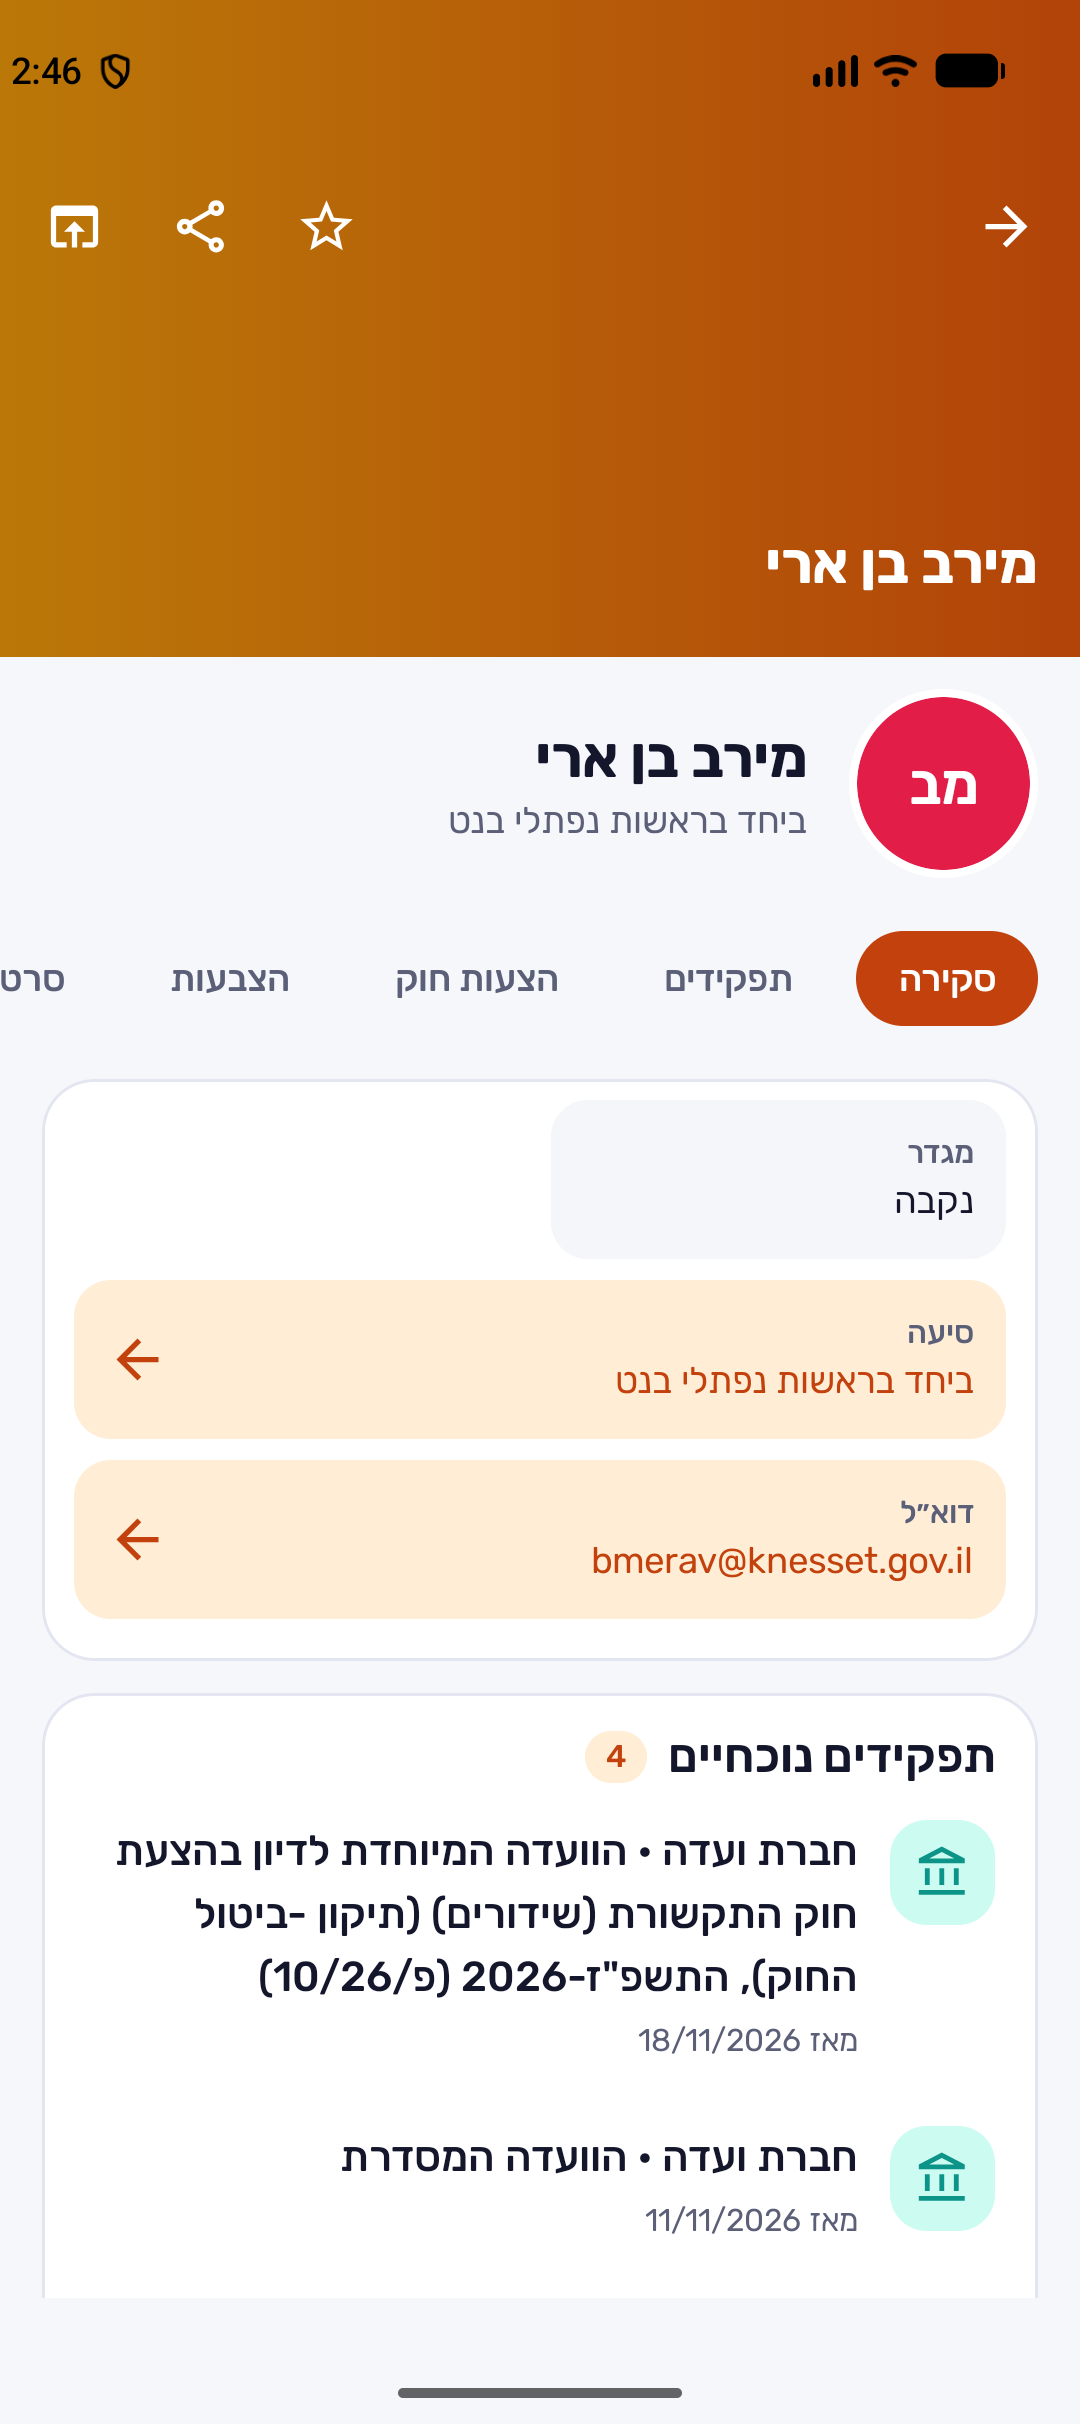 2:46
מירב בן ארי
מב
מירב בן ארי
ביחד בראשות נפתלי בנט
סקירה
תפקידים
הצעות חוק
הצבעות
סרט
מגדר
נקבה
סיעה
ביחד בראשות נפתלי בנט
דוא״ל
bmerav@knesset.gov.il
תפקידים נוכחיים 4
חברת ועדה • הוועדה המיוחדת לדיון בהצעת
חוק התקשורת (שידורים) (תיקון -ביטול
החוק), התשפ"ז-2026 (פ/10/26)
מאז 18/11/2026
חברת ועדה • הוועדה המסדרת
מאז 11/11/2026